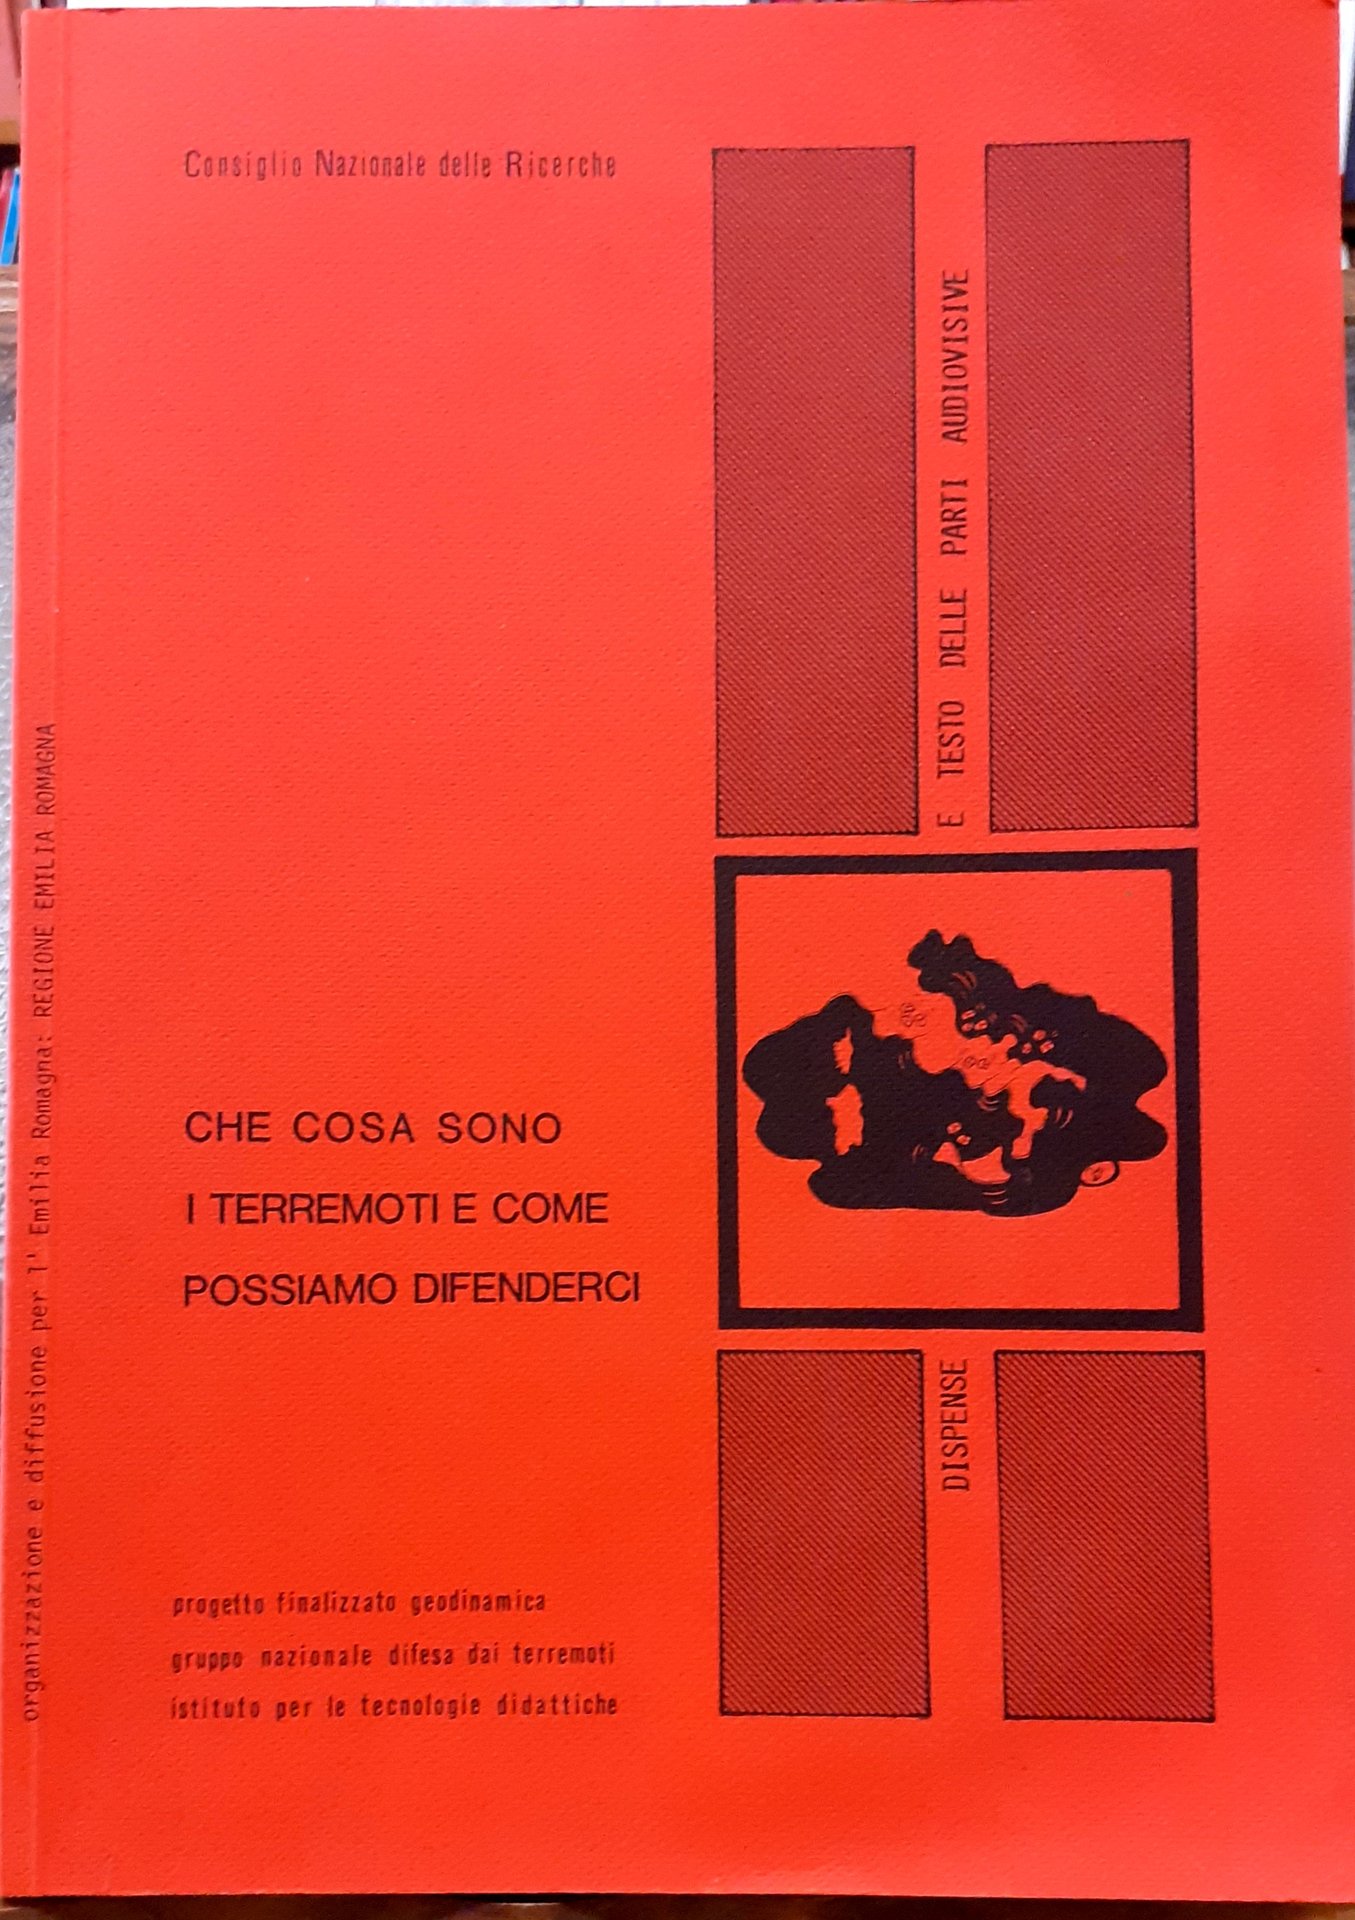 Consiglio Nazionale delle Ricerche
DISPENSE E TESTO DELLE PARTI AUDIOVISIVE
CHE COSA SONO
I TERREMOTI E COME
POSSIAMO DIFENDERCI
progetto finalizzato geodinamica
gruppo nazionale difesa dai terremoti
istituto per le tecnologie didattiche
organizzazione e diffusione per l' Emilia Romagna: REGIONE EMILIA ROMAGNA